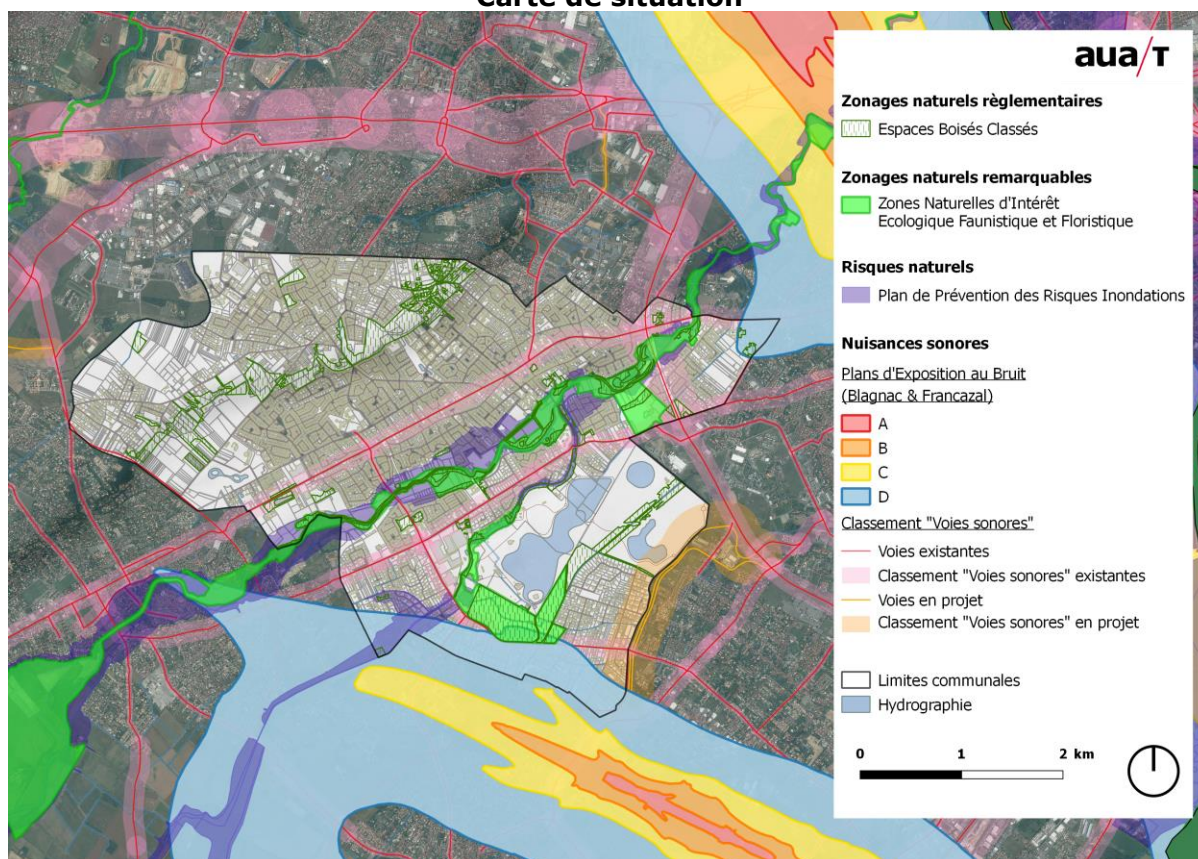 Carte de situation
aua/T
Zonages naturels règlementaires
Espaces Boisés Classés
Zonages naturels remarquables
Zones Naturelles d'Intérêt
Ecologique Faunistique et Floristique
Risques naturels
Plan de Prévention des Risques Inondations
Nuisances sonores
Plans d'Exposition au Bruit
(Blagnac & Francazal)
A
B
C
D
Classement "Voies sonores"
Voies existantes
Classement "Voies sonores" existantes
Voies en projet
Classement "Voies sonores" en projet
Limites communales
Hydrographie
0 1 2 km